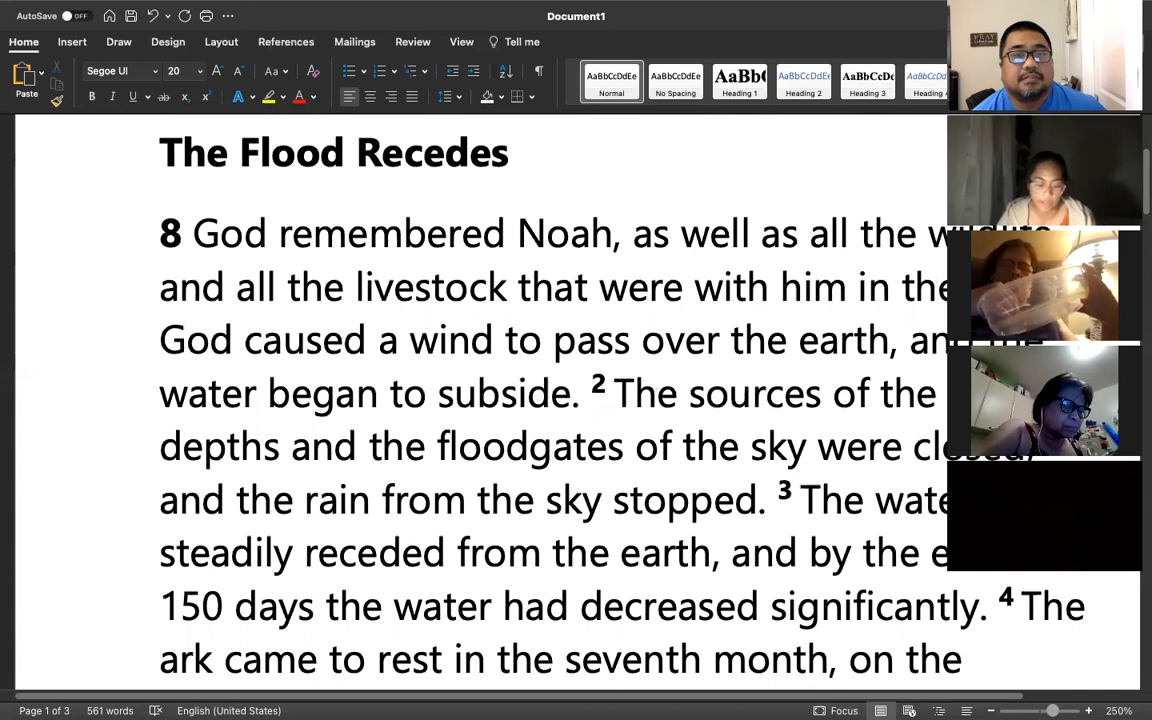 AutoSave OFF
Document1
Home Insert Draw Design Layout References Mailings Review View Tell me
Paste
Segoe UI 20
AaBbCcDdEe AaBbCcDdEe AaBb( AaBbCcDdEe AaBbCcDc AaBbCcDdEe
Normal No Spacing Heading 1 Heading 2 Heading 3 Heading
PRAY
The Flood Recedes
8 God remembered Noah, as well as all the wildlife
and all the livestock that were with him in the
God caused a wind to pass over the earth, and the
water began to subside. 2 The sources of the
depths and the floodgates of the sky were closed,
and the rain from the sky stopped. 3 The
steadily receded from the earth, and by the
150 days the water had decreased significantly. 4 The
ark came to rest in the seventh month, on the
Page 1 of 3 561 words English (United States) Focus 250%